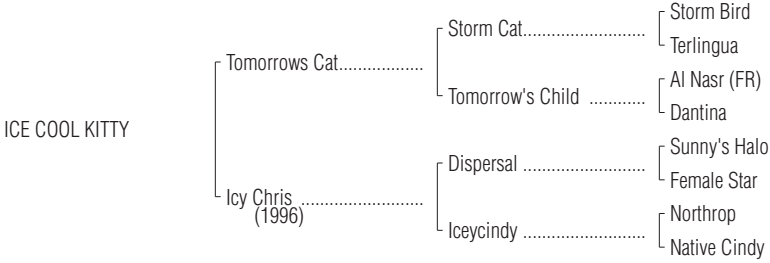 Storm Bird
Storm Cat..........................
Terlingua
Tomorrows Cat..................
Al Nasr (FR)
Tomorrow's Child ............
Dantina
ICE COOL KITTY
Sunny's Halo
Dispersal ..........................
Female Star
Icy Chris ..........................
(1996)
Northrop
Iceycindy ..........................
Native Cindy